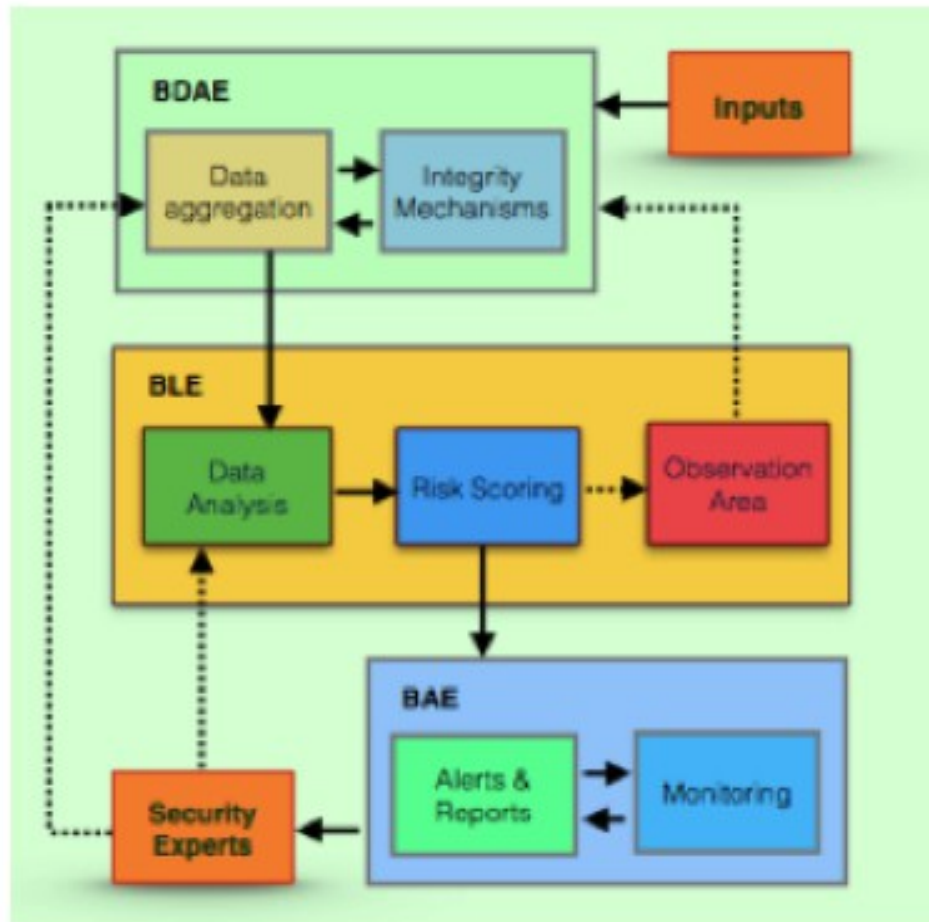 BDAE
Inputs
Data
aggregation
Integrity
Mechanisms
BLE
Data
Analysis
Risk Scoring
Observation
Area
BAE
Alerts &
Reports
Monitoring
Security
Experts